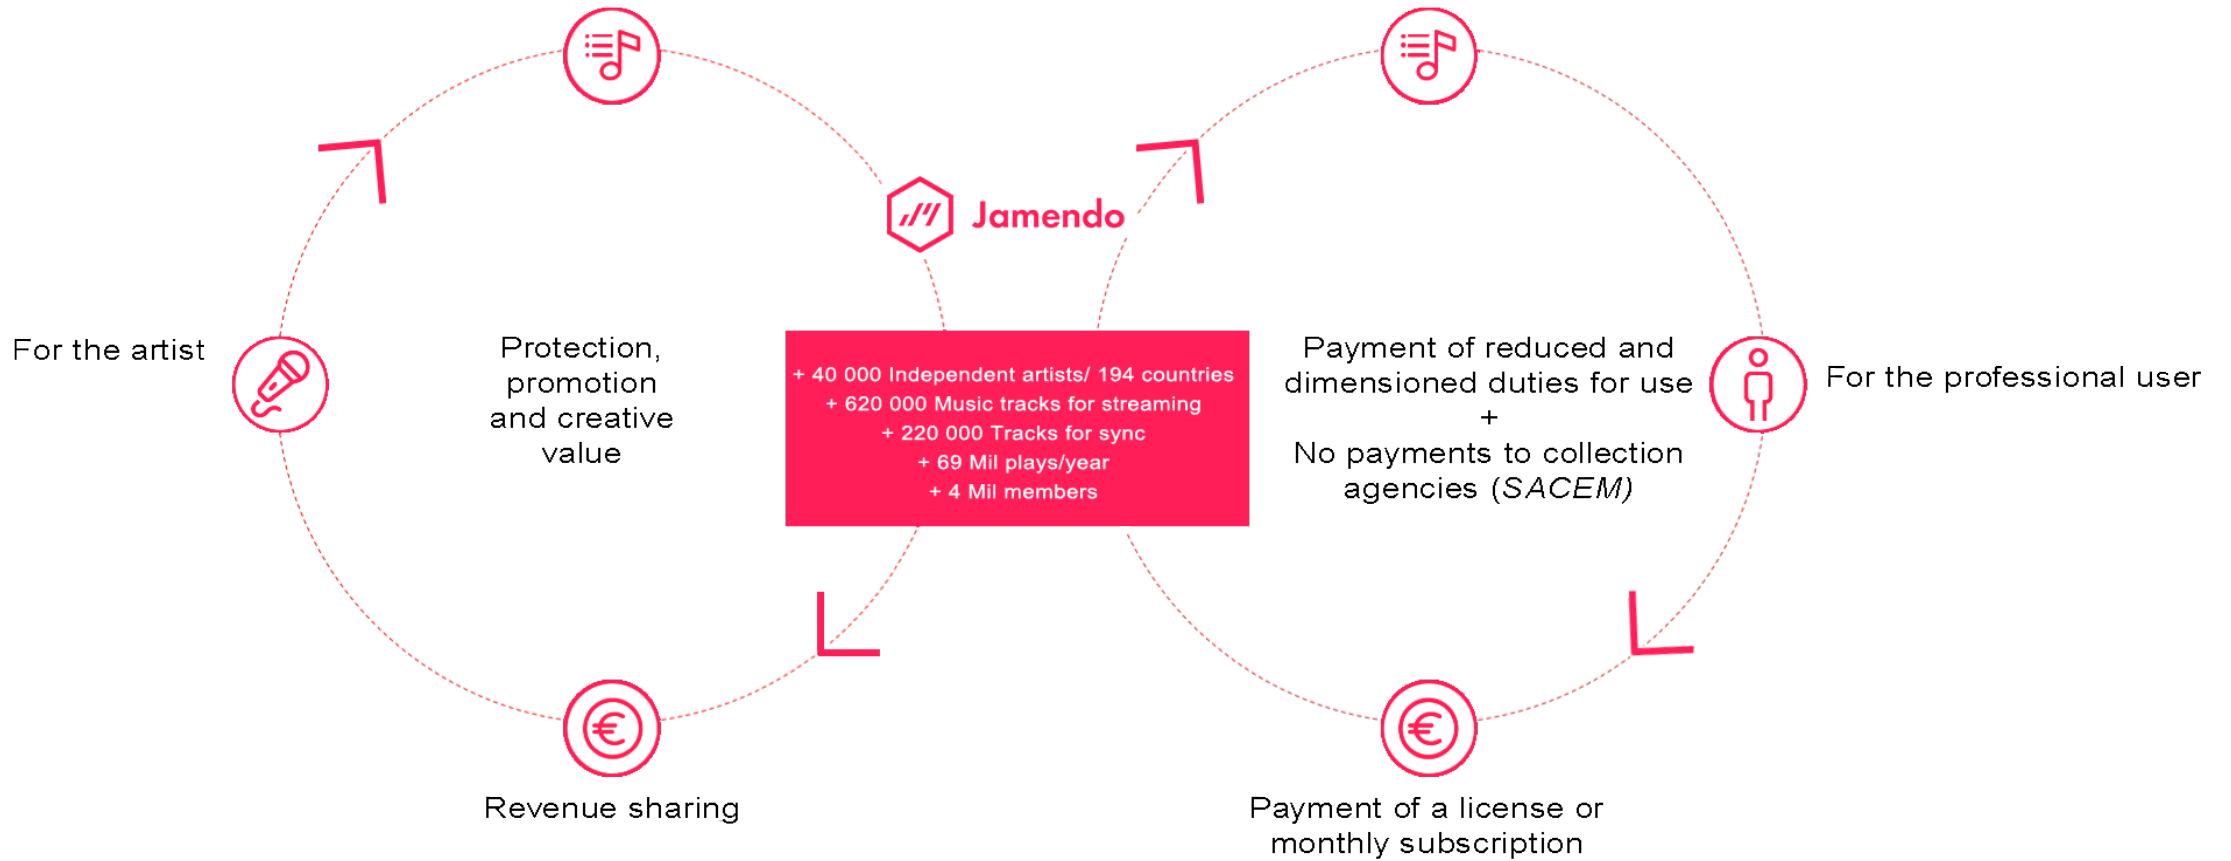 Jamendo
For the artist
Protection,
promotion
and creative
value
+ 40 000 Independent artists/ 194 countries
+ 620 000 Music tracks for streaming
+ 220 000 Tracks for sync
+ 69 Mil plays/year
+ 4 Mil members
Payment of reduced and
dimensioned duties for use
+
No payments to collection
agencies (SACEM)
For the professional user
Revenue sharing
Payment of a license or
monthly subscription